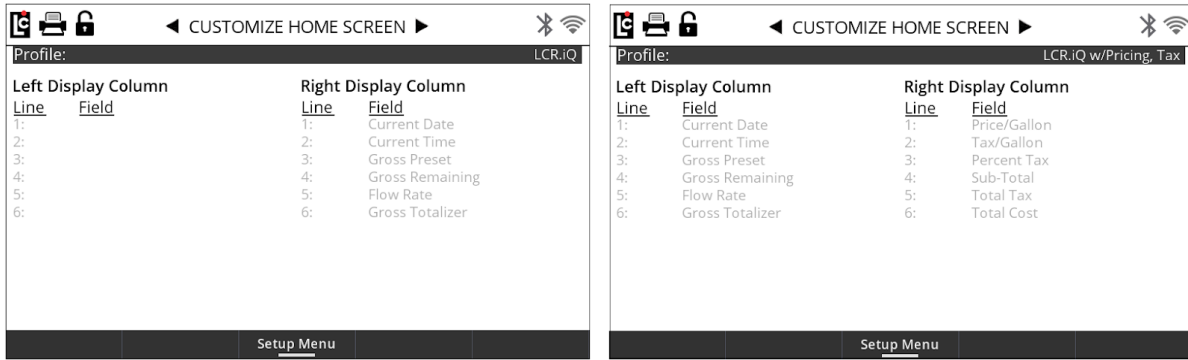 LC CUSTOMIZE HOME SCREEN
Profile: LCR.iQ
Left Display Column Right Display Column
Line Field Line Field
1: 1: Current Date
2: 2: Current Time
3: 3: Gross Preset
4: 4: Gross Remaining
5: 5: Flow Rate
6: 6: Gross Totalizer
Setup Menu
LC CUSTOMIZE HOME SCREEN
Profile: LCR.iQ w/Pricing, Tax
Left Display Column Right Display Column
Line Field Line Field
1: Current Date 1: Price/Gallon
2: Current Time 2: Tax/Gallon
3: Gross Preset 3: Percent Tax
4: Gross Remaining 4: Sub-Total
5: Flow Rate 5: Total Tax
6: Gross Totalizer 6: Total Cost
Setup Menu